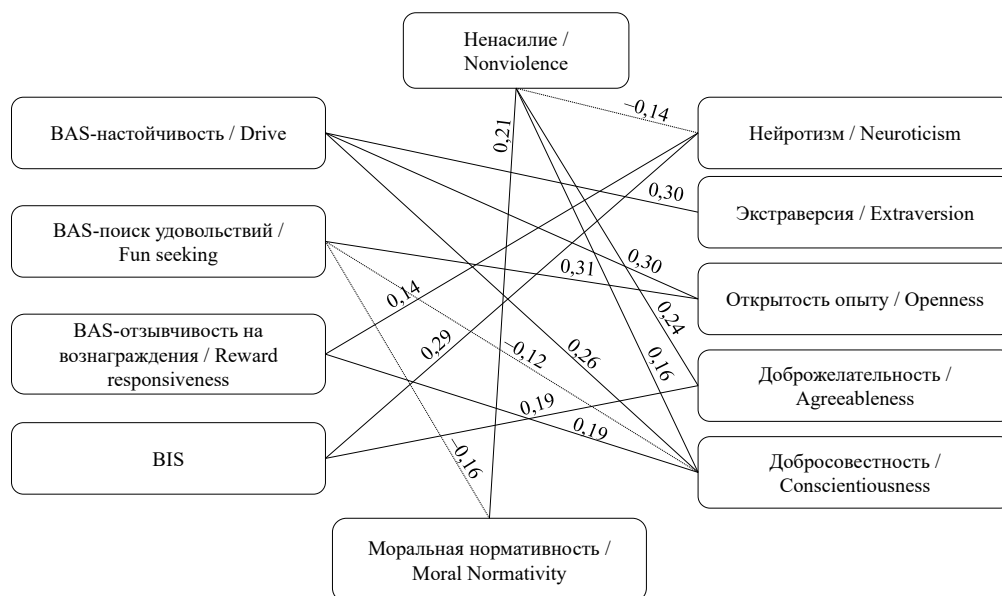 Ненасилие /
Nonviolence
BAS-настойчивость / Drive
BAS-поиск удовольствий /
Fun seeking
BAS-отзывчивость на
вознаграждения / Reward
responsiveness
BIS
Нейротизм / Neuroticism
Экстраверсия / Extraversion
Открытость опыту / Openness
Доброжелательность /
Agreeableness
Добросовестность /
Conscientiousness
Моральная нормативность /
Moral Normativity
−0,14
0,21
0,30
0,30
0,31
0,14
0,24
0,29
−0,12
0,26
0,16
0,19
0,19
−0,16